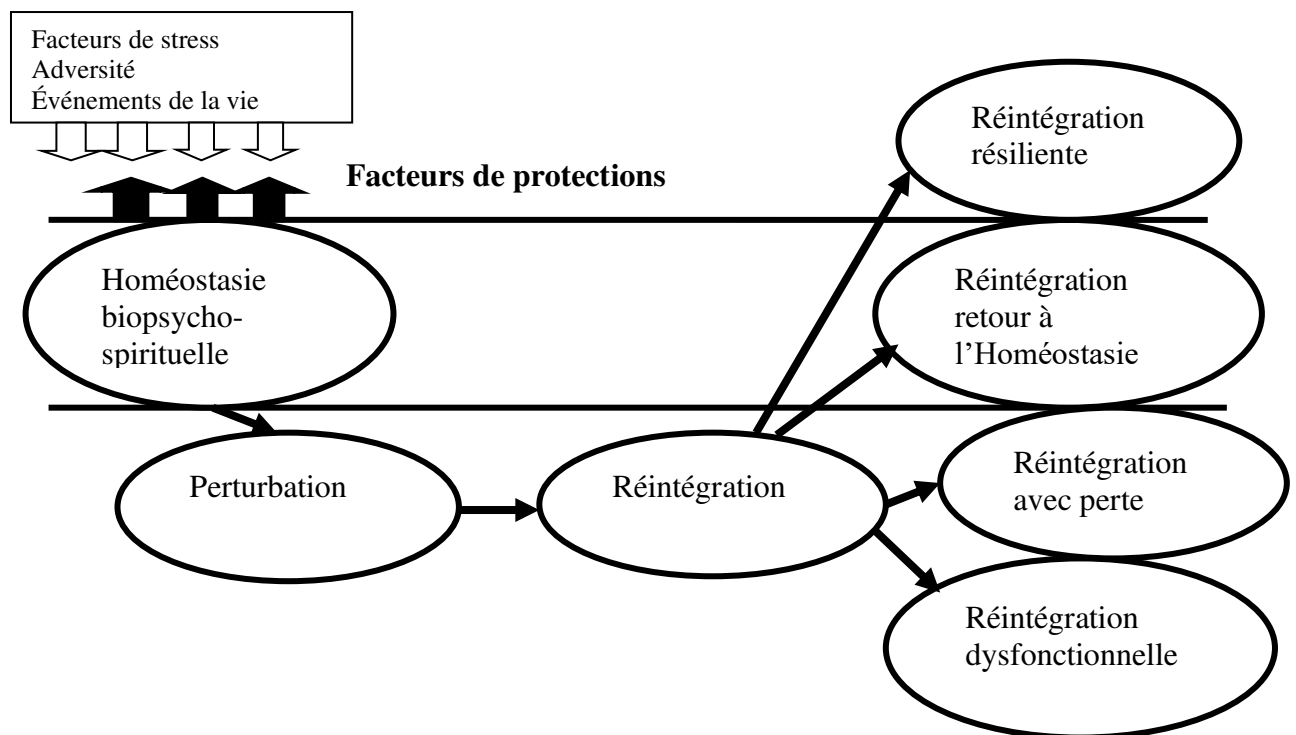 Facteurs de stress
Adversité
Événements de la vie
Facteurs de protections
Homéostasie
biopsycho-
spirituelle
Perturbation
Réintégration
Réintégration
résiliente
Réintégration
retour à
l’Homéostasie
Réintégration
avec perte
Réintégration
dysfonctionnelle